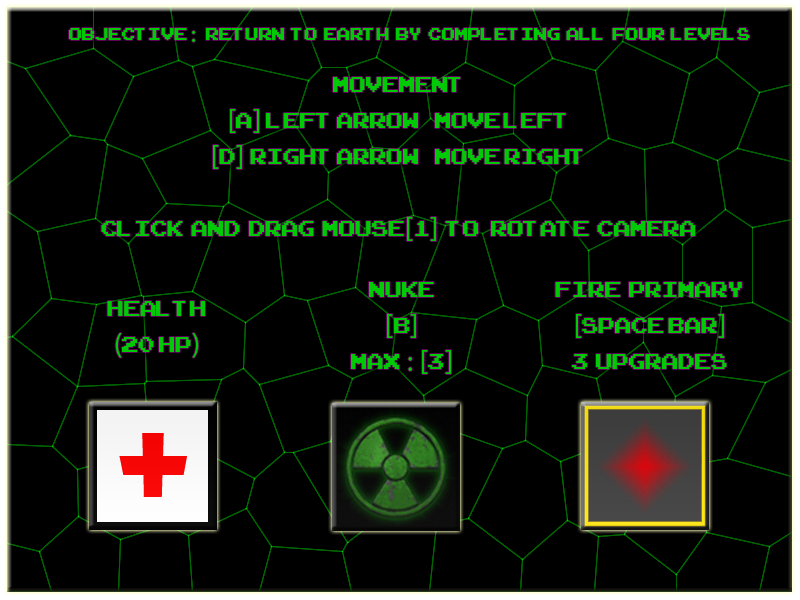 OBJECTIVE: RETURN TO EARTH BY COMPLETING ALL FOUR LEVELS
MOVEMENT
[A] LEFT ARROW MOVE LEFT
[D] RIGHT ARROW MOVE RIGHT
CLICK AND DRAG MOUSE[1] TO ROTATE CAMERA
HEALTH
(20 HP)
NUKE
[B]
MAX : [3]
FIRE PRIMARY
[SPACE BAR]
3 UPGRADES